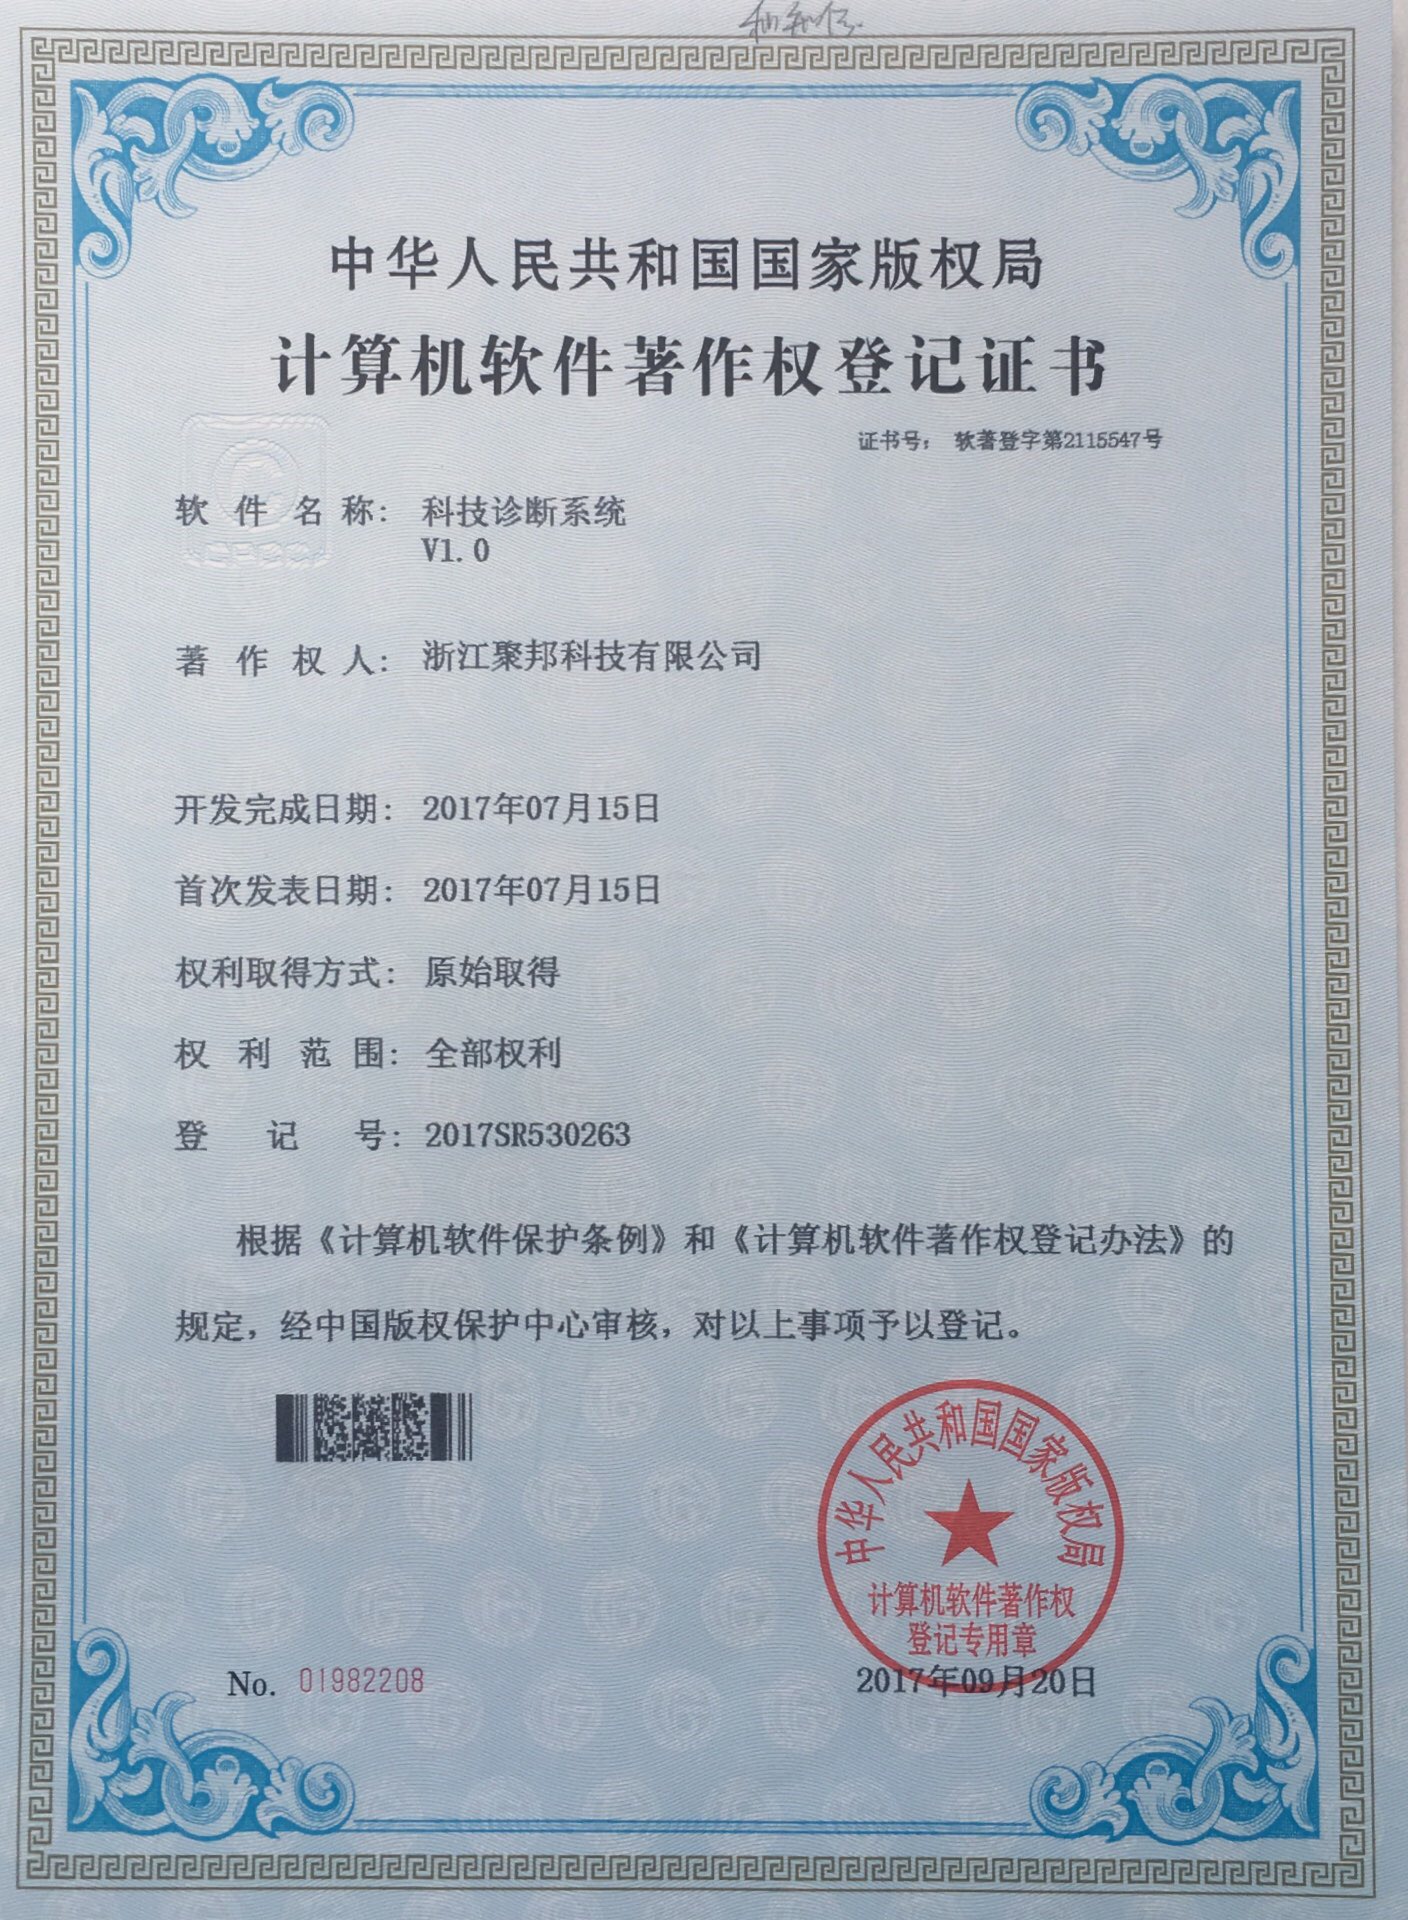 中华人民共和国国家版权局
计算机软件著作权登记证书
证书号： 软著登字第2115547号
软件名称： 科技诊断系统
V1.0
著作权人： 浙江聚邦科技有限公司
开发完成日期： 2017年07月15日
首次发表日期： 2017年07月15日
权利取得方式： 原始取得
权利范围： 全部权利
登记号： 2017SR530263
根据《计算机软件保护条例》和《计算机软件著作权登记办法》的
规定，经中国版权保护中心审核，对以上事项予以登记。
中华人民共和国国家版权局
计算机软件著作权
登记专用章
No. 01982208
2017年09月20日